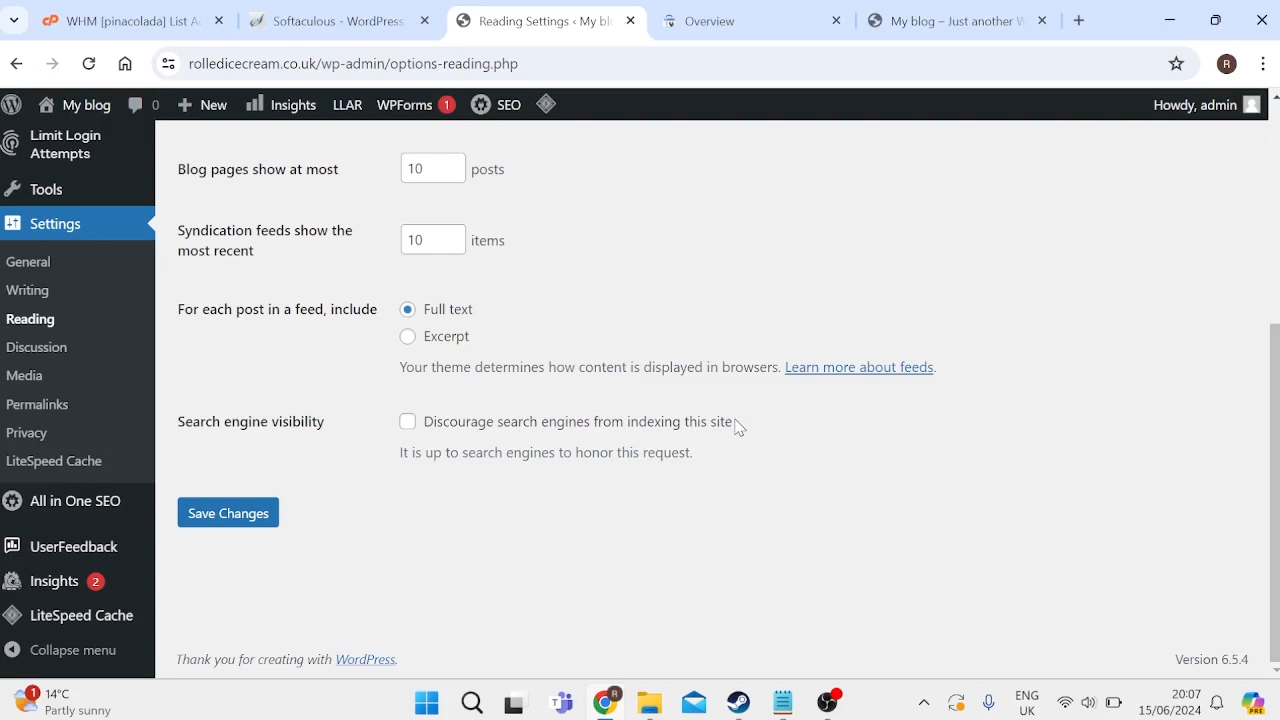 WHM [pinacolada] List A
Softaculous - WordPress
Reading Settings ‹ My bl
Overview
My blog – Just another W
rolledicecream.co.uk/wp-admin/options-reading.php
R
My blog
0
New
Insights
LLAR
WPForms 1
SEO
Howdy, admin
Limit Login
Attempts
Tools
Settings
General
Writing
Reading
Discussion
Media
Permalinks
Privacy
LiteSpeed Cache
All in One SEO
UserFeedback
Insights 2
LiteSpeed Cache
Collapse menu
Blog pages show at most
10
posts
Syndication feeds show the
most recent
10
items
For each post in a feed, include
Full text
Excerpt
Your theme determines how content is displayed in browsers. Learn more about feeds.
Search engine visibility
Discourage search engines from indexing this site
It is up to search engines to honor this request.
Save Changes
Thank you for creating with WordPress.
Version 6.5.4
1
14°C
Partly sunny
R
ENG
UK
20:07
15/06/2024
PRE